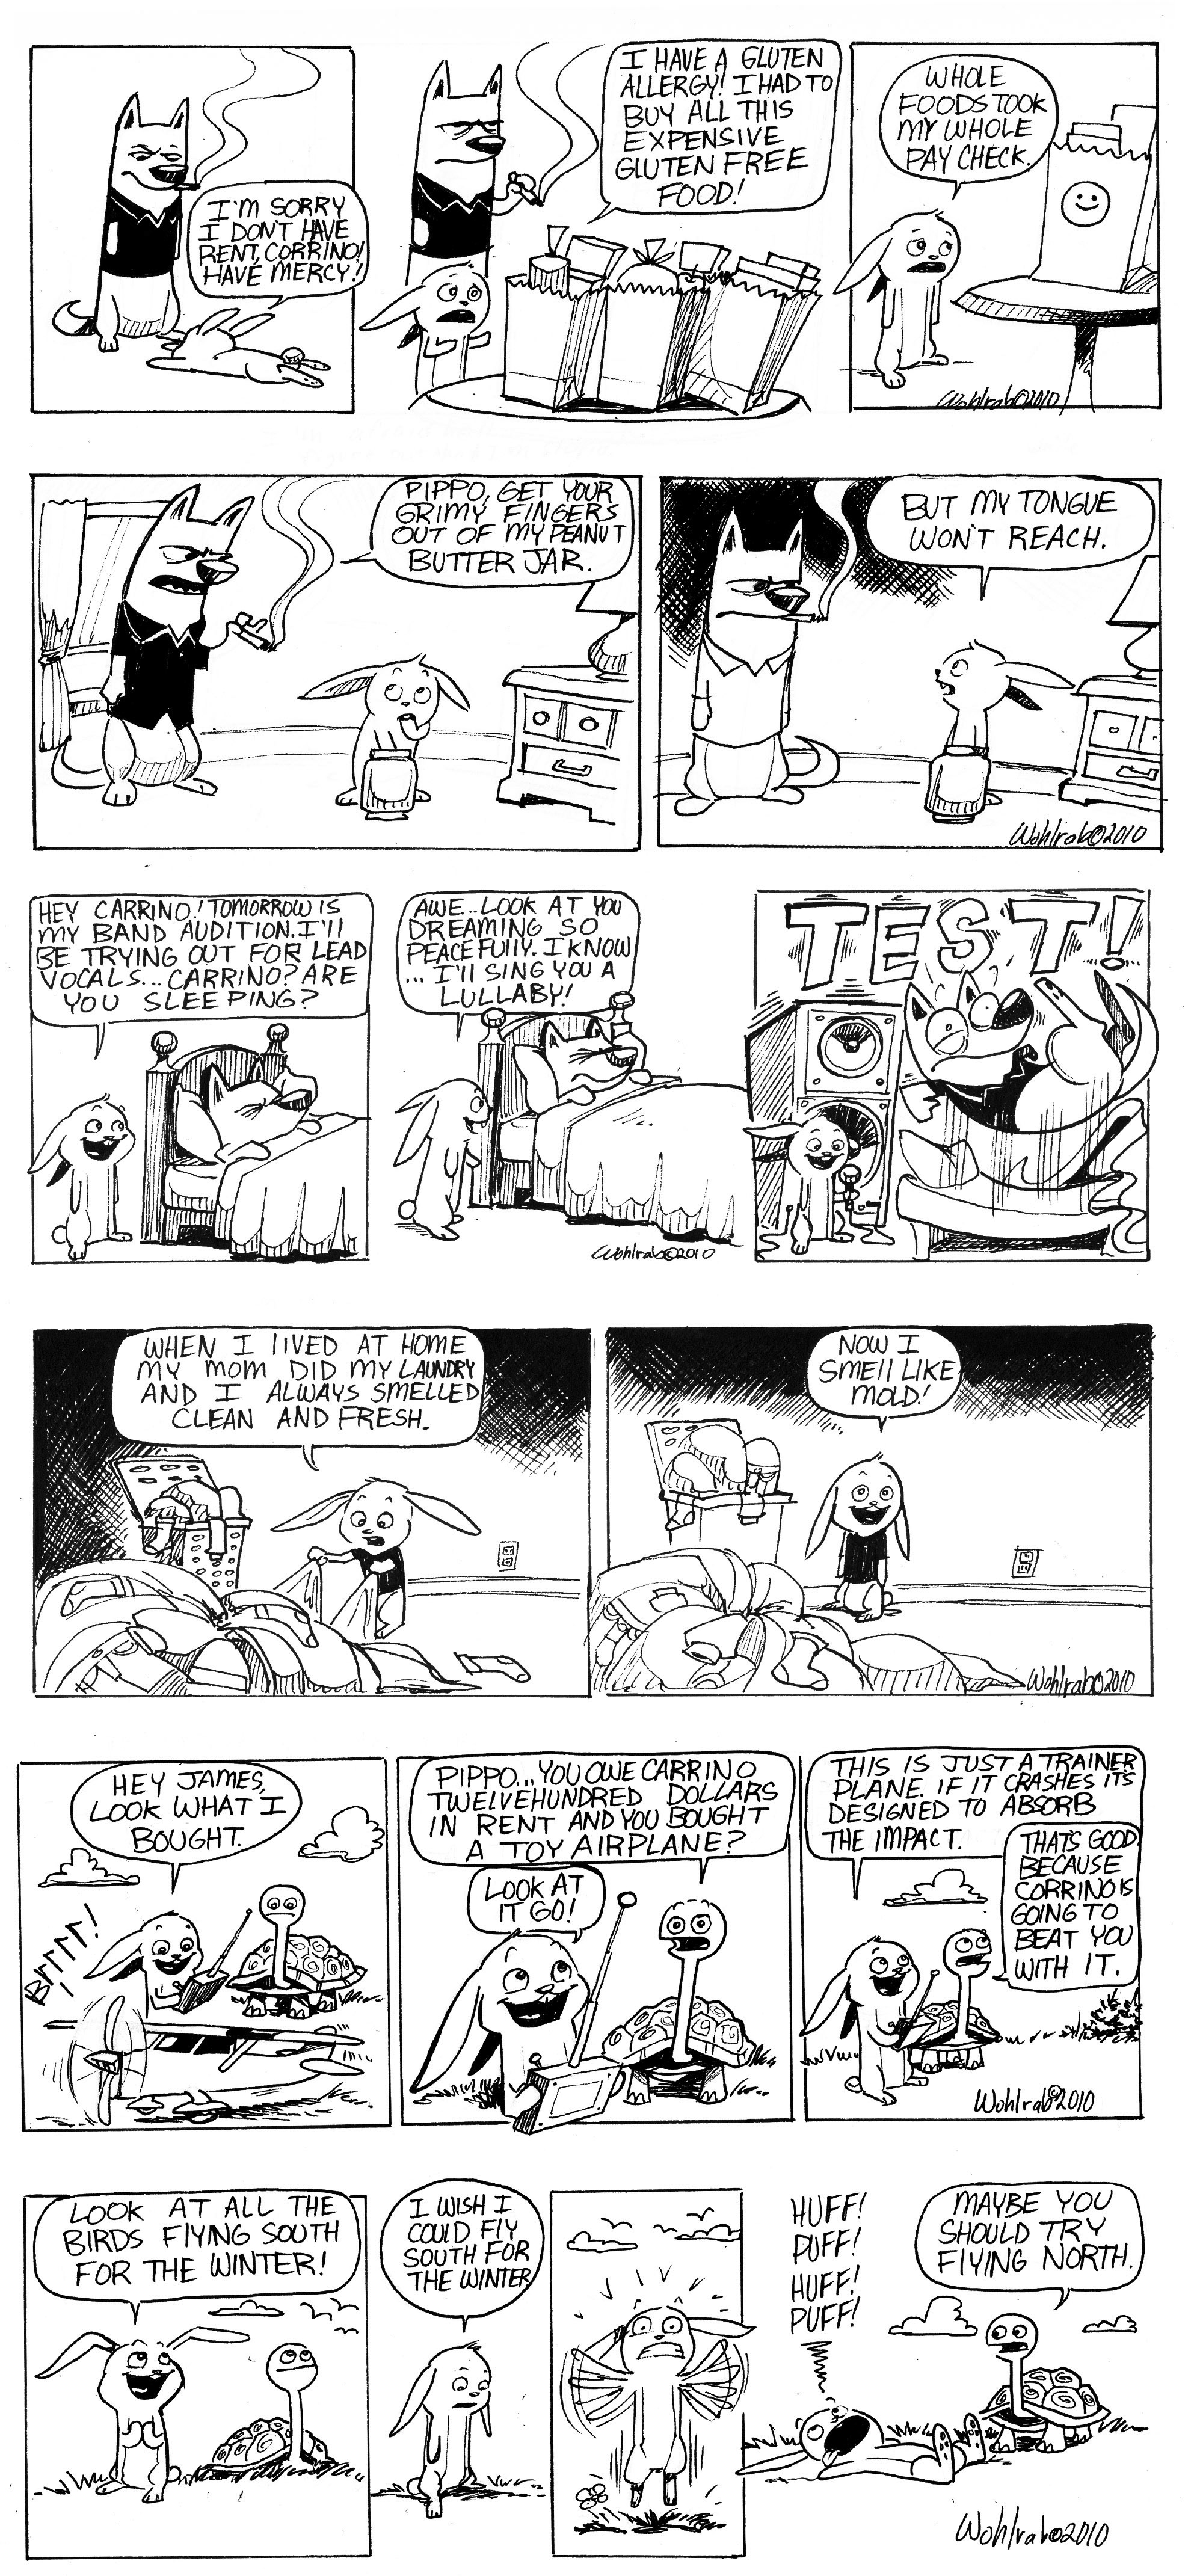 I'M SORRY
I DON'T HAVE
RENT, CORRINO!
HAVE MERCY!
I HAVE A GLUTEN
ALLERGY! I HAD TO
BUY ALL THIS
EXPENSIVE
GLUTEN FREE
FOOD!
WHOLE
FOODS TOOK
MY WHOLE
PAY CHECK.
Wohlrab©2010
PIPPO, GET YOUR
GRIMY FINGERS
OUT OF MY PEANUT
BUTTER JAR.
BUT MY TONGUE
WON'T REACH.
Wohlrab©2010
HEY CARRINO! TOMORROW IS
MY BAND AUDITION. I'll
BE TRYING OUT FOR LEAD
VOCALS... CARRINO? ARE
YOU SLEEPING?
AWE.. LOOK AT YOU
DREAMING SO
PEACEFUllY. I KNOW
... I'll SING YOU A
LULLABY!
Wohlrab©2010
TEST!
WHEN I lIVED AT HOME
MY MOM DID MY LAUNDRY
AND I ALWAYS SMELLED
CLEAN AND FRESH.
NOW I
SMEll LIKE
MOLD!
Wohlrab©2010
HEY JAMES,
LOOK WHAT I
BOUGHT.
Brrrr!
PIPPO... YOU OWE CARRINO
TWELVEHUNDRED DOLLARS
IN RENT AND YOU BOUGHT
A TOY AIRPLANE?
LOOK AT
IT GO!
THIS IS JUST A TRAINER
PLANE. IF IT CRASHES ITS
DESIGNED TO ABSORB
THE IMPACT.
THATS GOOD
BECAUSE
CORRINO IS
GOING TO
BEAT YOU
WITH IT.
Wohlrab©2010
LOOK AT ALL THE
BIRDS FlYING SOUTH
FOR THE WINTER!
I WISH I
COUlD FlY
SOUTH FOR
THE WINTER
HUFF!
PUFF!
HUFF!
PUFF!
MAYBE YOU
SHOULD TRY
FlYING NORTH.
Wohlrab©2010